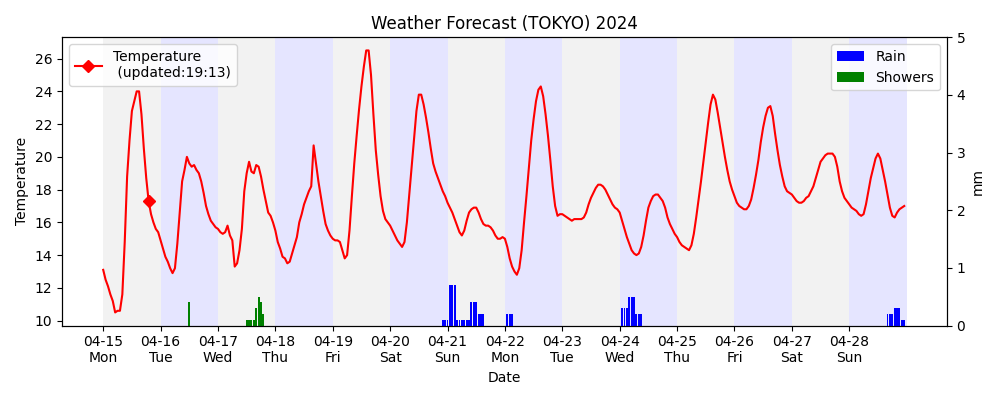 Weather Forecast (TOKYO) 2024
Temperature
(updated:19:13)
Rain
Showers
Temperature
26
24
22
20
18
16
14
12
10
5
4
3
2
1
0
mm
04-15 04-16 04-17 04-18 04-19 04-20 04-21 04-22 04-23 04-24 04-25 04-26 04-27 04-28
Mon Tue Wed Thu Fri Sat Sun Mon Tue Wed Thu Fri Sat Sun
Date